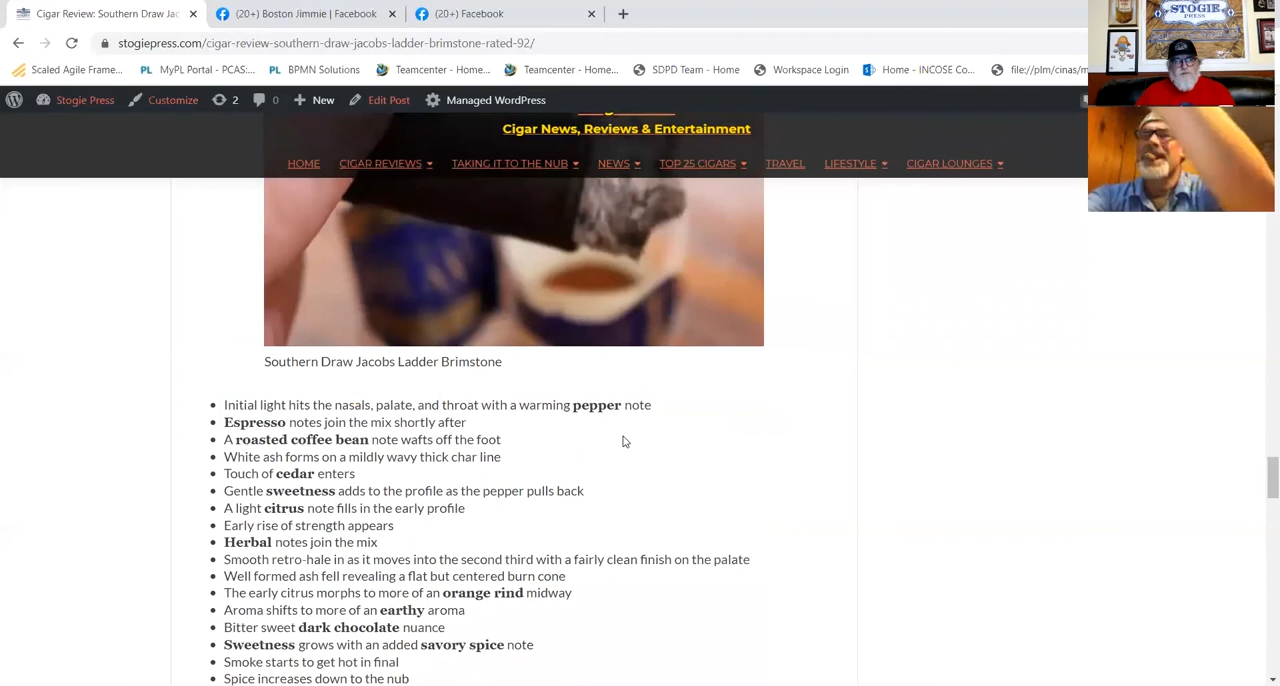 Cigar Review: Southern Draw Jac
(20+) Boston Jimmie | Facebook
(20+) Facebook
stogiepress.com/cigar-review-southern-draw-jacobs-ladder-brimstone-rated-92/
Scaled Agile Frame...
PL MyPL Portal - PCAS:...
PL BPMN Solutions
Teamcenter - Home...
Teamcenter - Home...
SDPD Team - Home
Workspace Login
Home - INCOSE Co...
file://plm/cinas/m
Stogie Press
Customize
2
0
New
Edit Post
Managed WordPress
Cigar News, Reviews & Entertainment
HOME
CIGAR REVIEWS
TAKING IT TO THE NUB
NEWS
TOP 25 CIGARS
TRAVEL
LIFESTYLE
CIGAR LOUNGES
STOGIE
PRESS
Southern Draw Jacobs Ladder Brimstone
Initial light hits the nasals, palate, and throat with a warming pepper note
Espresso notes join the mix shortly after
A roasted coffee bean note wafts off the foot
White ash forms on a mildly wavy thick char line
Touch of cedar enters
Gentle sweetness adds to the profile as the pepper pulls back
A light citrus note fills in the early profile
Early rise of strength appears
Herbal notes join the mix
Smooth retro-hale in as it moves into the second third with a fairly clean finish on the palate
Well formed ash fell revealing a flat but centered burn cone
The early citrus morphs to more of an orange rind midway
Aroma shifts to more of an earthy aroma
Bitter sweet dark chocolate nuance
Sweetness grows with an added savory spice note
Smoke starts to get hot in final
Spice increases down to the nub